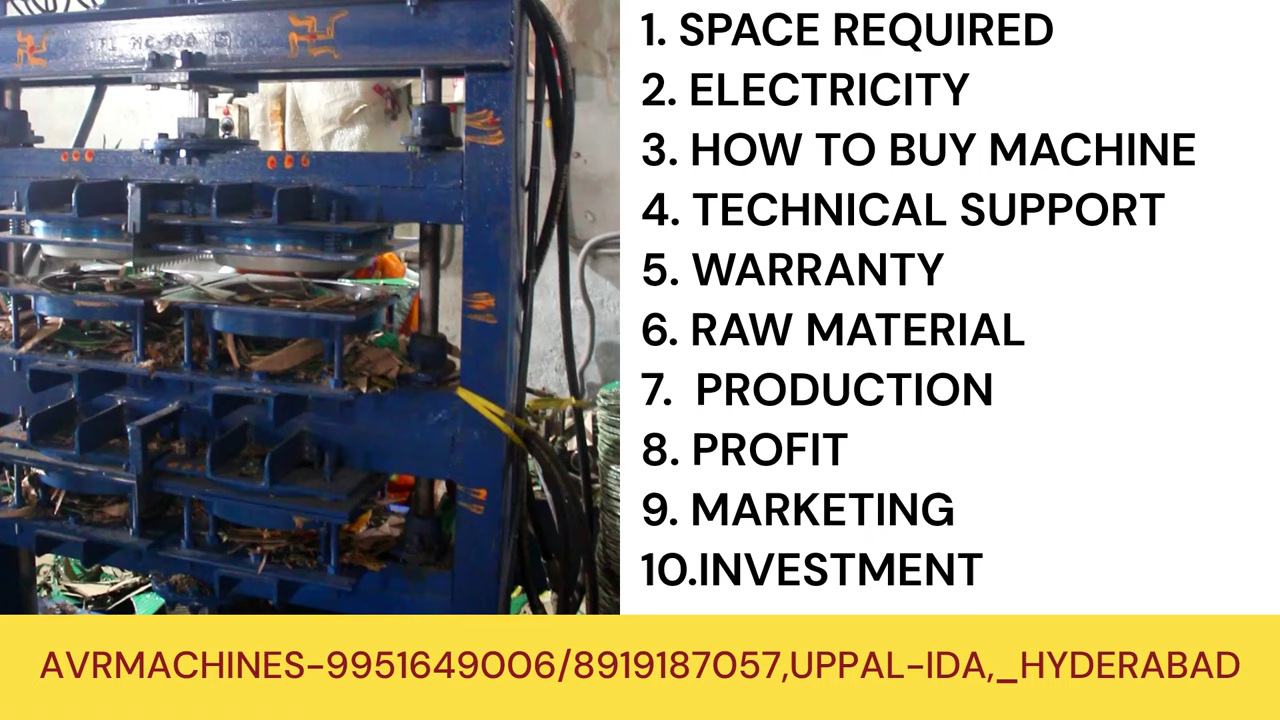 1. SPACE REQUIRED
2. ELECTRICITY
3. HOW TO BUY MACHINE
4. TECHNICAL SUPPORT
5. WARRANTY
6. RAW MATERIAL
7. PRODUCTION
8. PROFIT
9. MARKETING
10.INVESTMENT
AVRMACHINES-9951649006/8919187057,UPPAL-IDA,_HYDERABAD